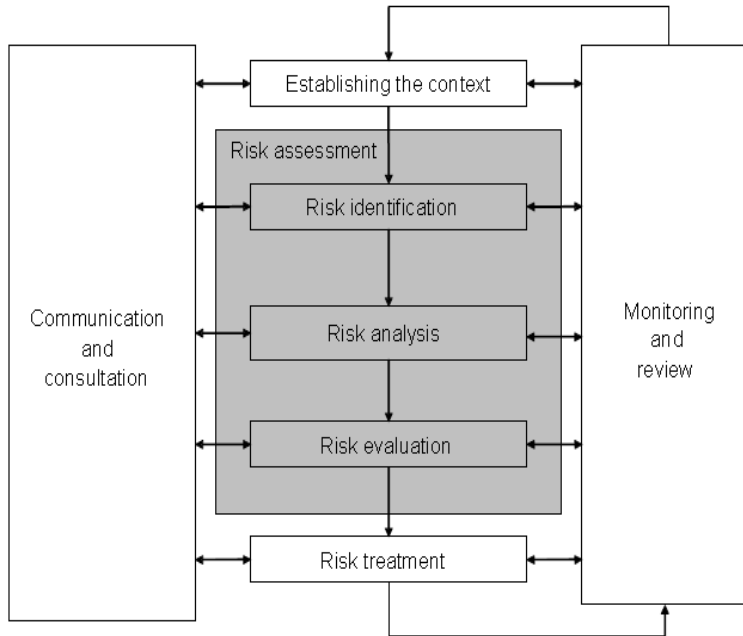 Establishing the context
Risk assessment
Risk identification
Communication
and
consultation
Risk analysis
Monitoring
and
review
Risk evaluation
Risk treatment